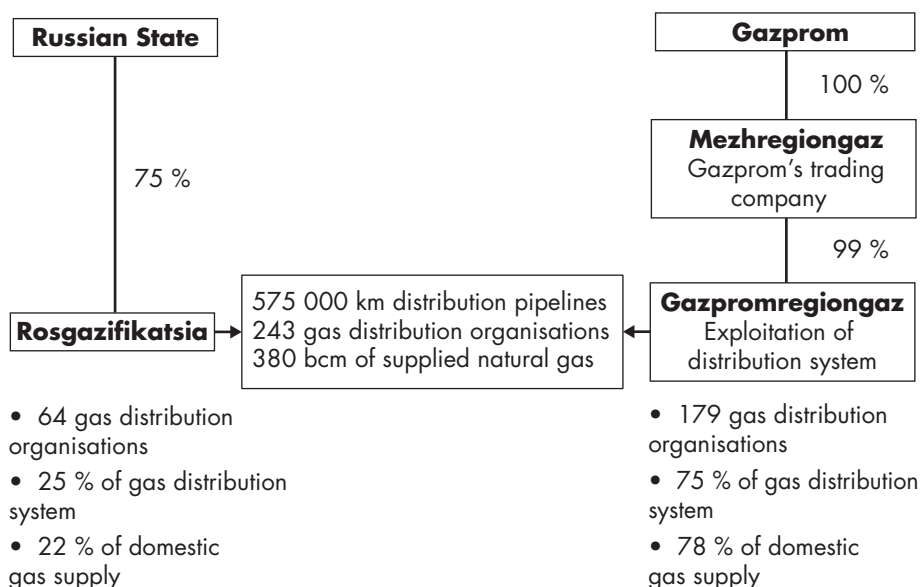 Russian State
75 %
Rosgazifikatsia
• 64 gas distribution
organisations
• 25 % of gas distribution
system
• 22 % of domestic
gas supply
575 000 km distribution pipelines
243 gas distribution organisations
380 bcm of supplied natural gas
Gazprom
100 %
Mezhregiongaz
Gazprom’s trading
company
99 %
Gazpromregiongaz
Exploitation of
distribution system
• 179 gas distribution
organisations
• 75 % of gas distribution
system
• 78 % of domestic
gas supply